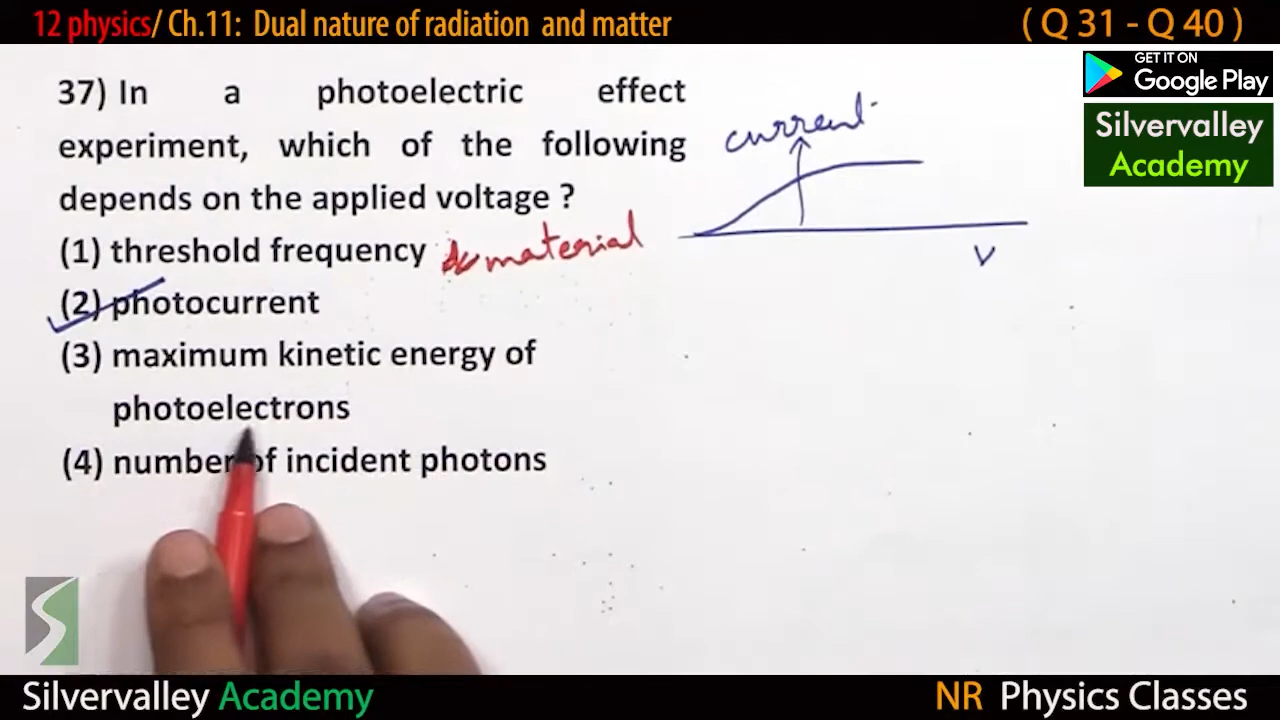 12 physics/ Ch.11: Dual nature of radiation and matter
( Q 31 - Q 40 )
GET IT ON
Google Play
Silvervalley
Academy
37) In a photoelectric effect
experiment, which of the following
depends on the applied voltage ?
(1) threshold frequency material
(2) photocurrent
(3) maximum kinetic energy of
photoelectrons
(4) number of incident photons
current
V
Silvervalley Academy
NR Physics Classes